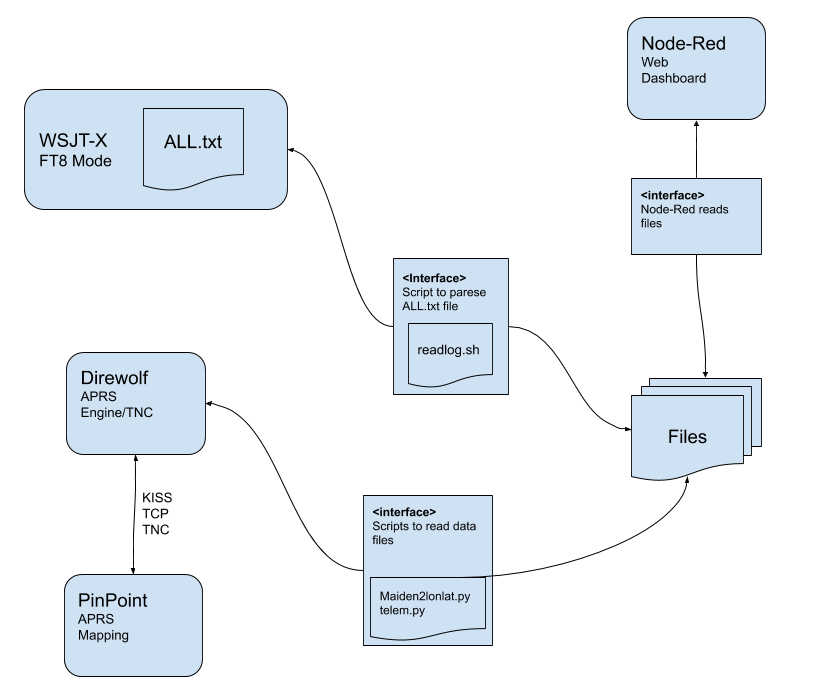 Node-Red
Web
Dashboard
WSJT-X
FT8 Mode
ALL.txt
<interface>
Node-Red reads
files
<Interface>
Script to parese
ALL.txt file
readlog.sh
Direwolf
APRS
Engine/TNC
Files
KISS
TCP
TNC
<interface>
Scripts to read data
files
Maiden2lonlat.py
telem.py
PinPoint
APRS
Mapping